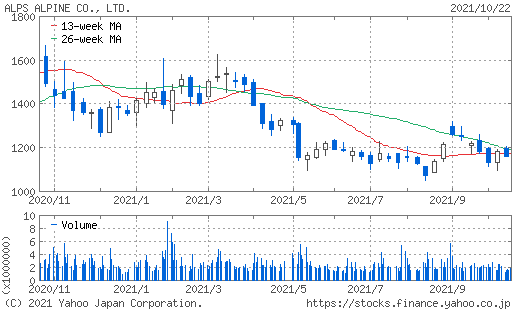 ALPS ALPINE CO., LTD. 2021/10/22
1800
13-week MA
26-week MA
1600
1400
1200
1000
2020/11 2021/1 2021/3 2021/5 2021/7 2021/9
10
Volume
8
6
4
2
0
(x1000000)
2020/11 2021/1 2021/3 2021/5 2021/7 2021/9
(C) 2021 Yahoo Japan Corporation. https://stocks.finance.yahoo.co.jp/